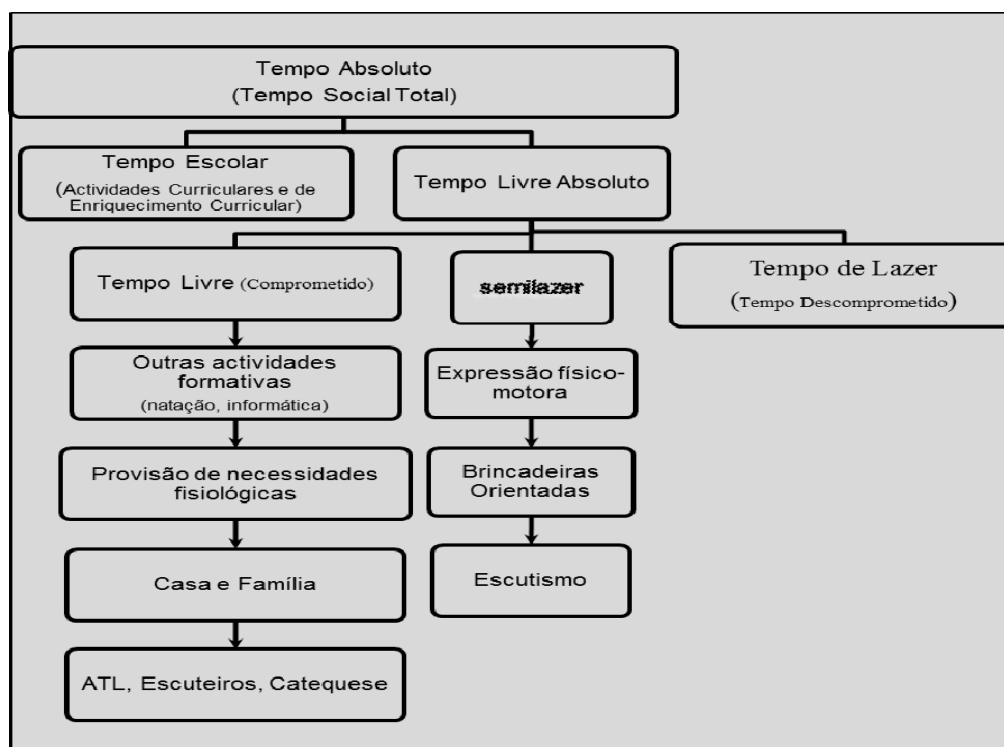 Tempo Absoluto
(Tempo Social Total)
Tempo Escolar
(Actividades Curriculares e de
Enriquecimento Curricular)
Tempo Livre Absoluto
Tempo Livre (Comprometido)
semilazer
Tempo de Lazer
(Tempo Descomprometido)
Outras actividades
formativas
(natação, informática)
Expressão físico-
motora
Provisão de necessidades
fisiológicas
Brincadeiras
Orientadas
Casa e Família
Escutismo
ATL, Escuteiros, Catequese